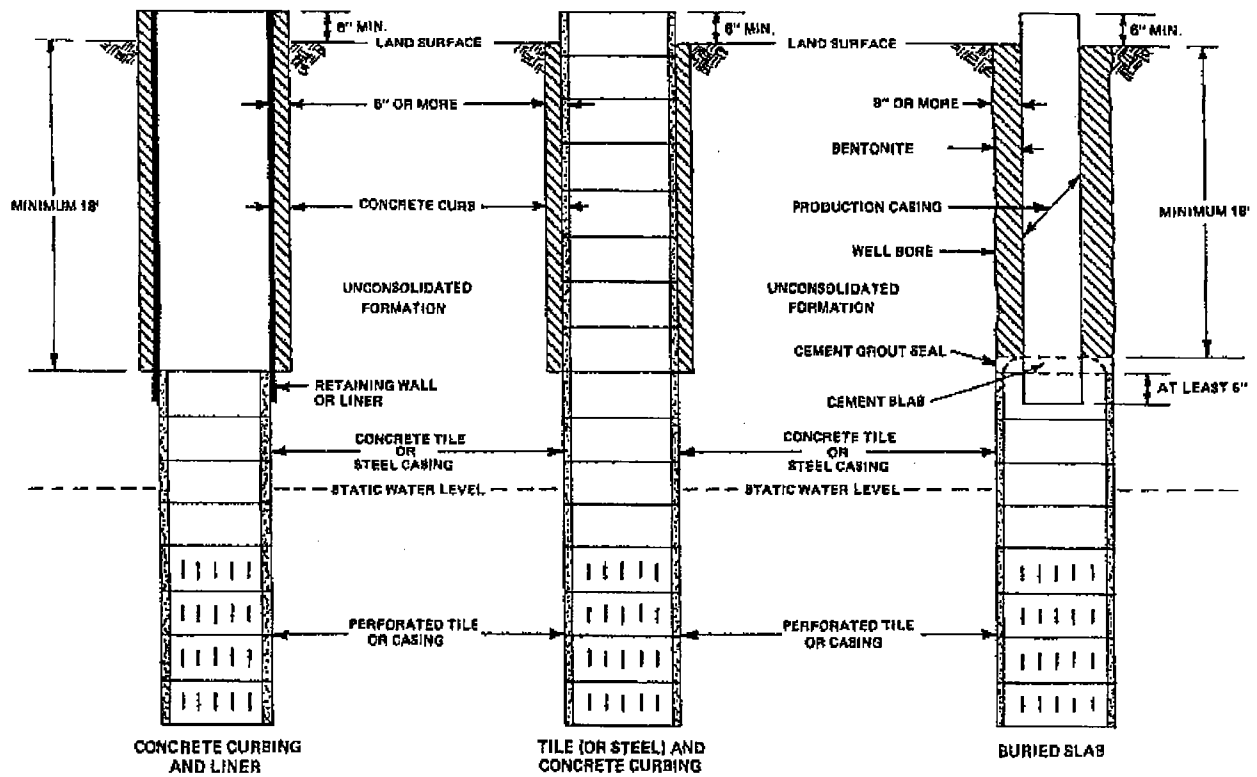 6" MIN.
LAND SURFACE
6" MIN.
LAND SURFACE
6" MIN.
6" OR MORE
8" OR MORE
BENTONITE
MINIMUM 18'
CONCRETE CURB
PRODUCTION CASING
MINIMUM 18'
WELL BORE
UNCONSOLIDATED
FORMATION
UNCONSOLIDATED
FORMATION
CEMENT GROUT SEAL
RETAINING WALL
OR LINER
CEMENT SLAB
AT LEAST 6"
CONCRETE TILE
OR
STEEL CASING
CONCRETE TILE
OR
STEEL CASING
STATIC WATER LEVEL
STATIC WATER LEVEL
PERFORATED TILE
OR CASING
PERFORATED TILE
OR CASING
CONCRETE CURBING
AND LINER
TILE (OR STEEL) AND
CONCRETE CURBING
BURIED SLAB